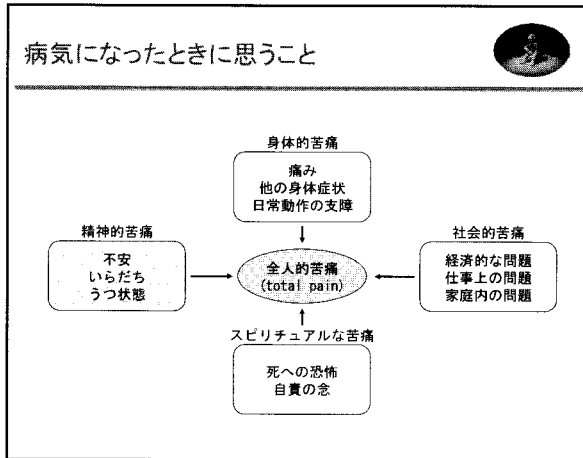 病気になったときに思うこと
身体的苦痛
痛み
他の身体症状
日常動作の支障
精神的苦痛
不安
いらだち
うつ状態
全人的苦痛
(total pain)
社会的苦痛
経済的な問題
仕事上の問題
家庭内の問題
スピリチュアルな苦痛
死への恐怖
自責の念